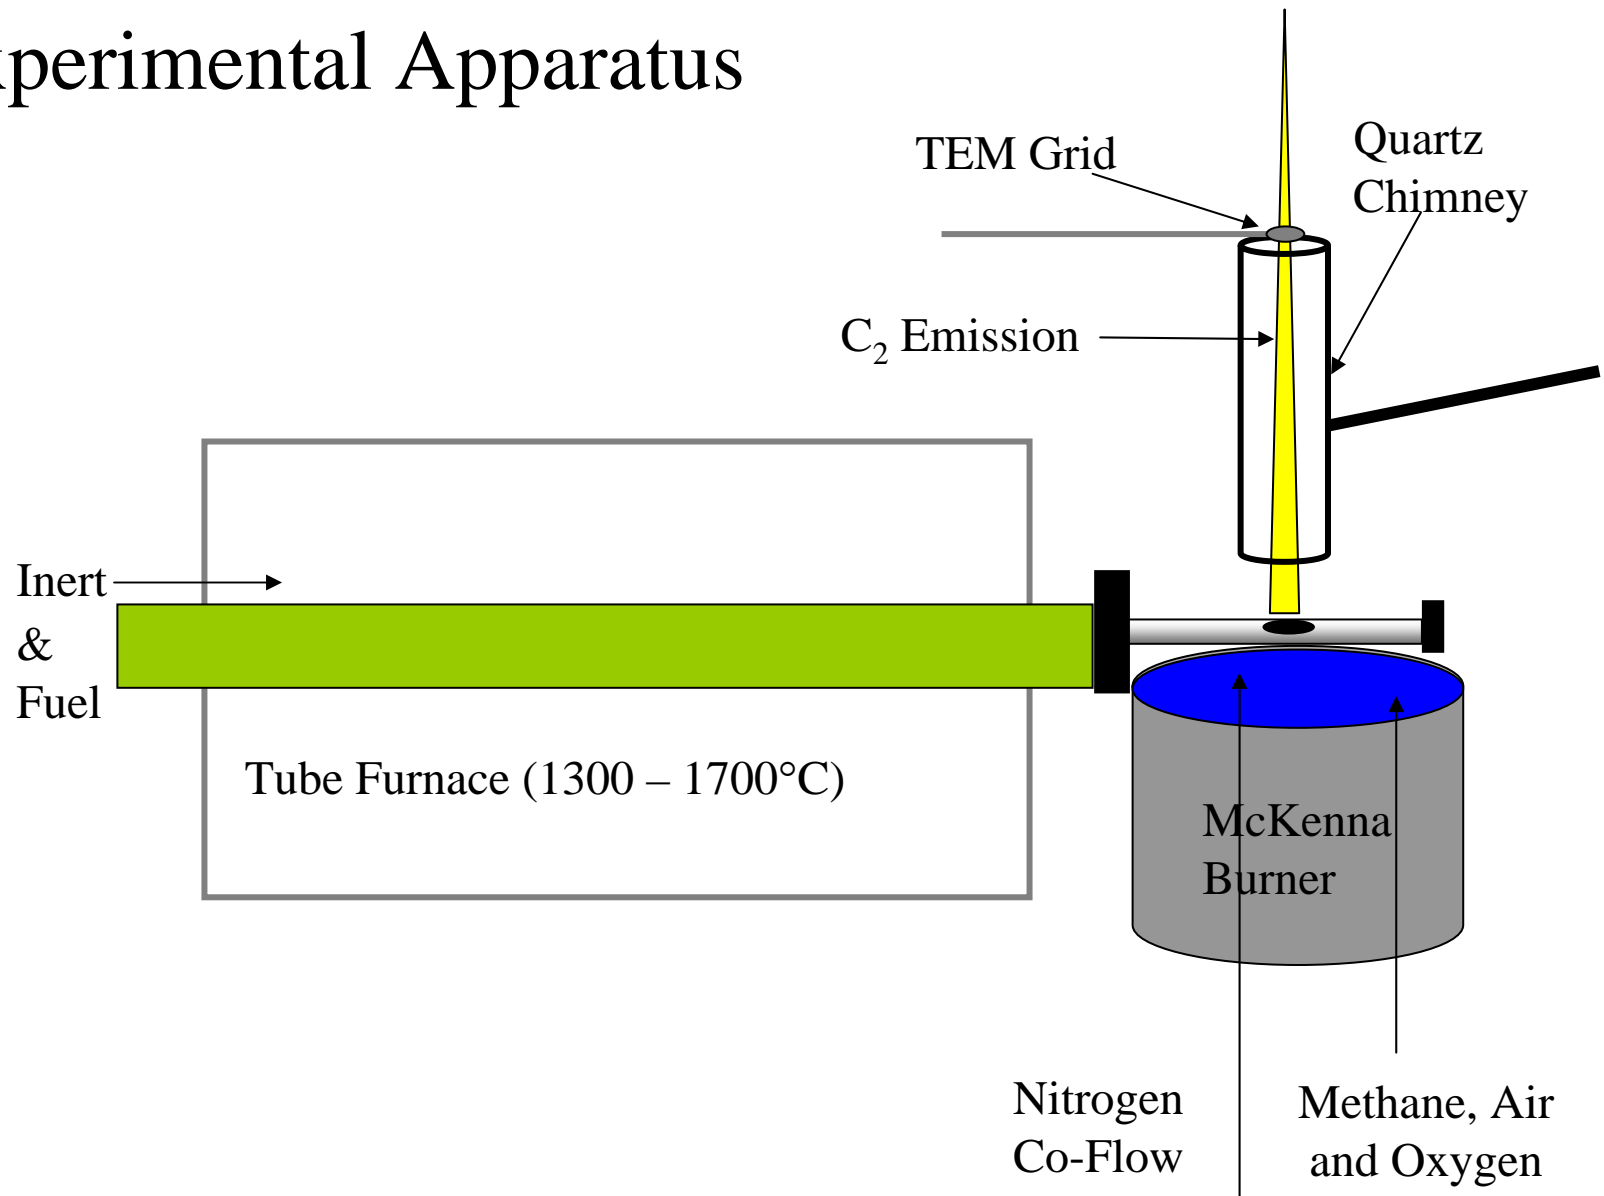 xperimental Apparatus
TEM Grid
Quartz
Chimney
C₂ Emission
Inert
&
Fuel
Tube Furnace (1300 – 1700°C)
McKenna
Burner
Nitrogen
Co-Flow
Methane, Air
and Oxygen